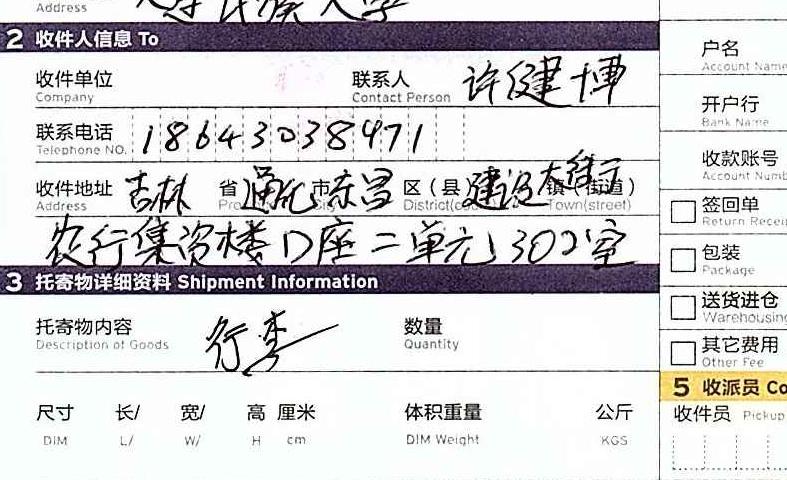 Address 大连民族大学
2 收件人信息 To
收件单位 联系人 许健博
Company Contact Person
联系电话 18643038971
Telephone NO.
收件地址 吉林 省 通化 市 东昌 区（县 建设大街 镇 街道）
Address District Town(street)
农行集资楼D座二单元1302室
3 托寄物详细资料 Shipment Information
托寄物内容 行李 数量
Description of Goods Quantity
尺寸 长/ 宽/ 高 厘米 体积重量 公斤
DIM L/ W/ H cm DIM Weight KGS
户名
Account Name
开户行
Bank Name
收款账号
Account Numb
签回单
Return Recei
包装
Package
送货进仓
Warehousing
其它费用
Other Fee
5 收派员 Co
收件员 Pickup